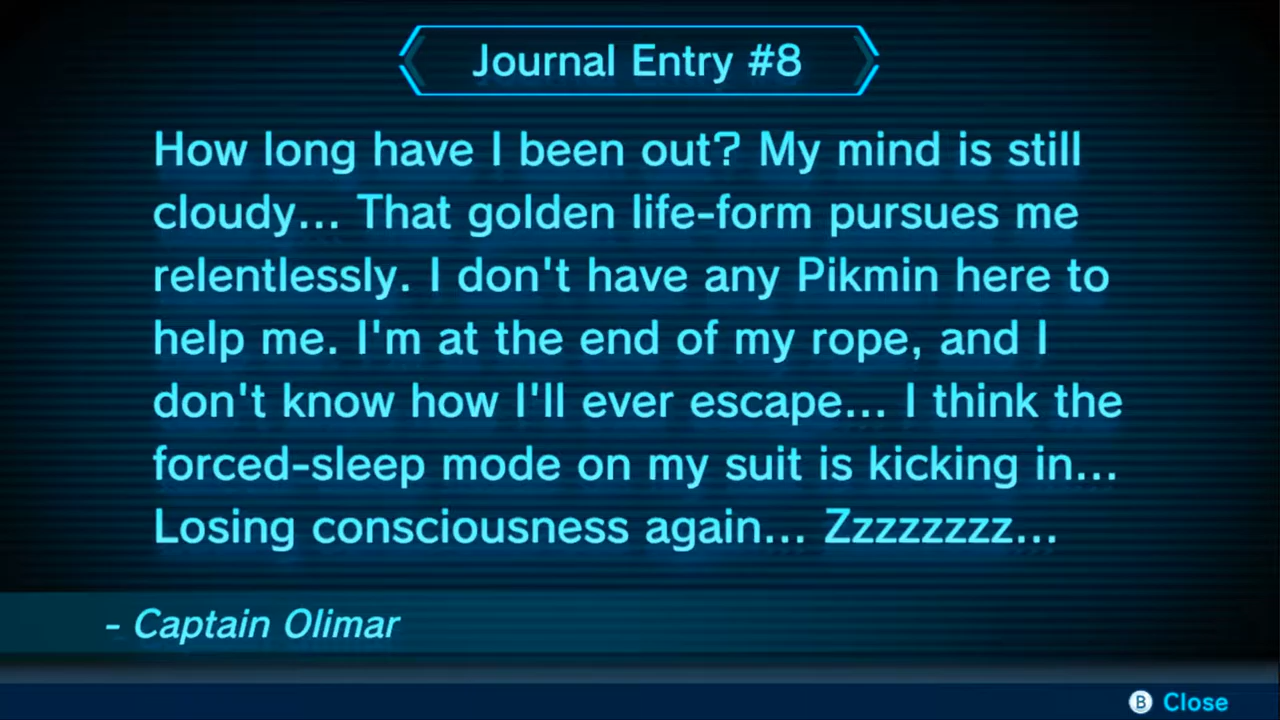 Journal Entry #8
How long have I been out? My mind is still
cloudy... That golden life-form pursues me
relentlessly. I don't have any Pikmin here to
help me. I'm at the end of my rope, and I
don't know how I'll ever escape... I think the
forced-sleep mode on my suit is kicking in...
Losing consciousness again... Zzzzzzzz...
- Captain Olimar
B Close